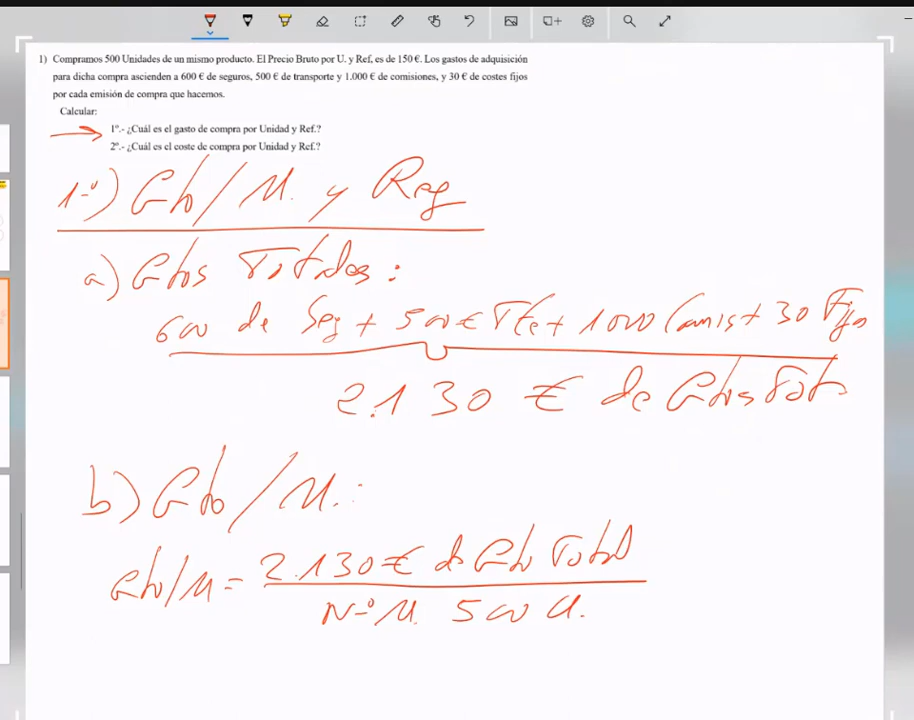 1) Compramos 500 Unidades de un mismo producto. El Precio Bruto por U. y Ref. es de 150 €. Los gastos de adquisición
para dicha compra ascienden a 600 € de seguros, 500 € de transporte y 1.000 € de comisiones, y 30 € de costes fijos
por cada emisión de compra que hacemos.
Calcular:
1º.- ¿Cuál es el gasto de compra por Unidad y Ref.?
2º.- ¿Cuál es el coste de compra por Unidad y Ref.?
1-º) Gto/U. y Reg
a) Gtos Totales:
600 de Seg + 500 € Tte + 1000 Comis + 30 Fijos
2.130 € de Gtos Tot
b) Gto/U.:
Gto/U = 2.130 € de Gto Total
N-º U. 500 U.